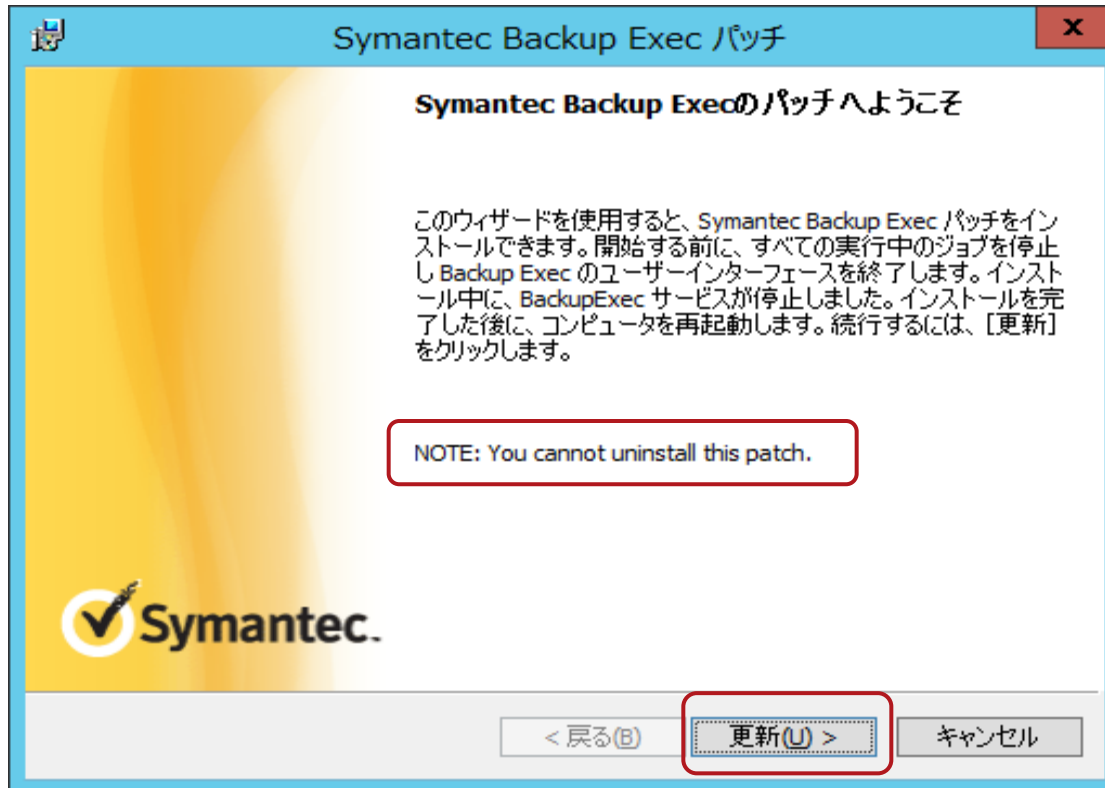 Symantec Backup Exec パッチ
x
Symantec Backup Execのパッチへようこそ
このウィザードを使用すると、Symantec Backup Exec パッチをイン
ストールできます。開始する前に、すべての実行中のジョブを停止
し Backup Exec のユーザーインターフェースを終了します。インスト
ール中に、BackupExec サービスが停止しました。インストールを完
了した後に、コンピュータを再起動します。続行するには、[更新]
をクリックします。
NOTE: You cannot uninstall this patch.
Symantec.
< 戻る(B)
更新(U) >
キャンセル